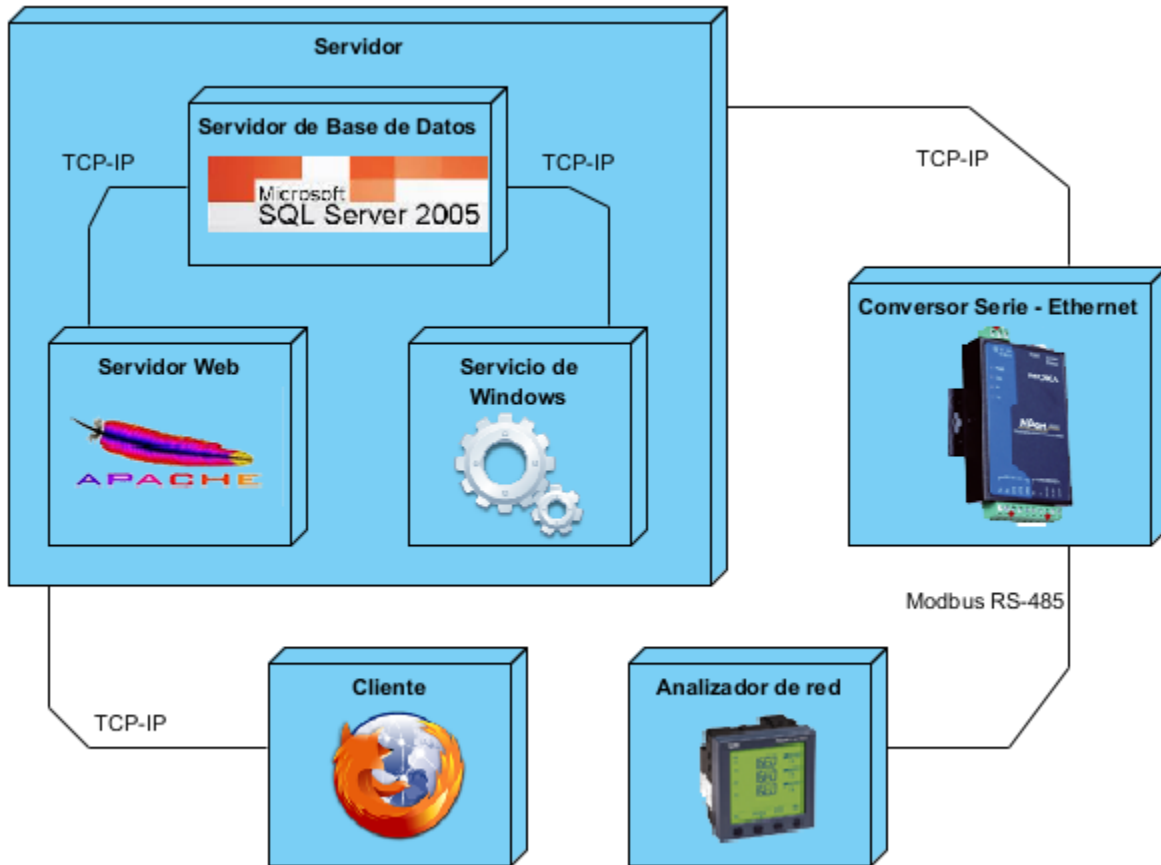 Servidor
Servidor de Base de Datos
TCP-IP
TCP-IP
Microsoft
SQL Server 2005
TCP-IP
Servidor Web
APACHE
Servicio de
Windows
Conversor Serie - Ethernet
NPort
Modbus RS-485
Cliente
Analizador de red
TCP-IP